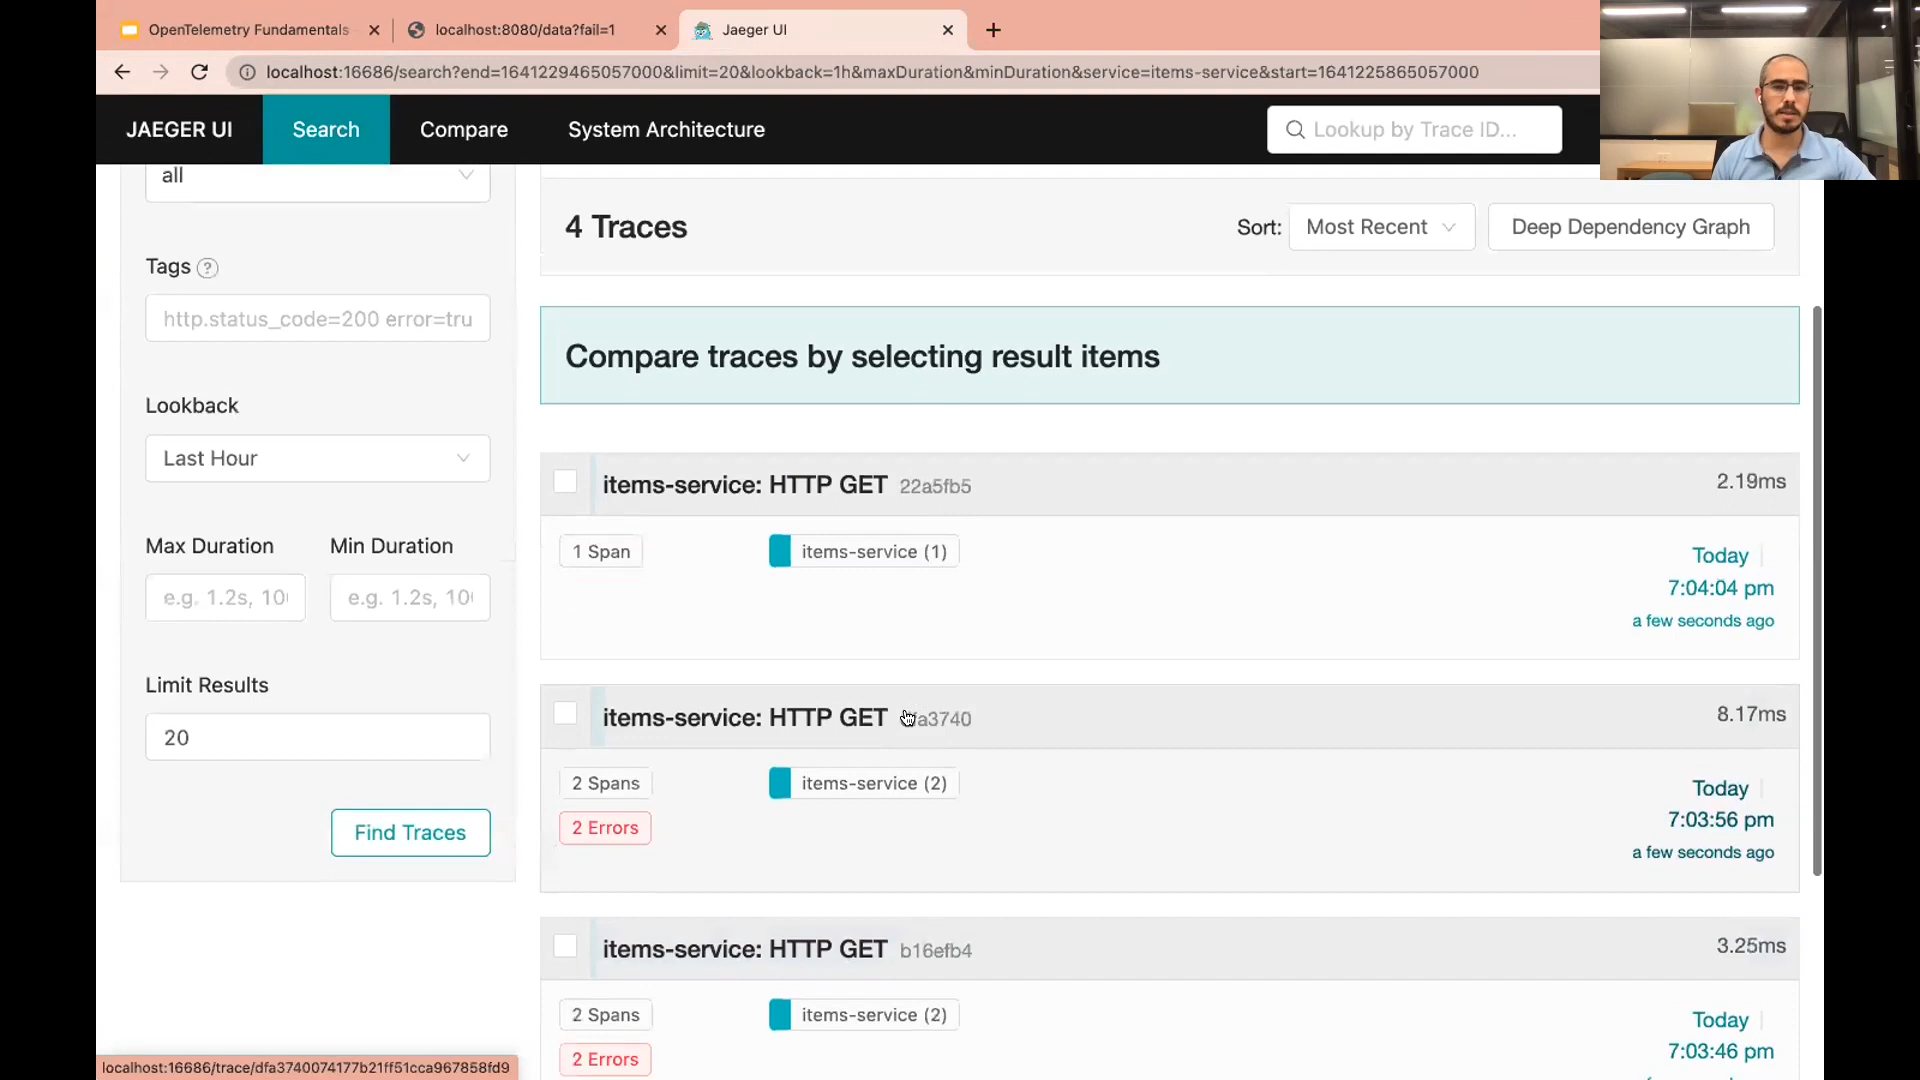 OpenTelemetry Fundamentals
localhost:8080/data?fail=1
Jaeger UI
localhost:16686/search?end=1641229465057000&limit=20&lookback=1h&maxDuration&minDuration&service=items-service&start=1641225865057000
JAEGER UI
Search
Compare
System Architecture
Lookup by Trace ID...
all
Tags ?
http.status_code=200 error=tru
Lookback
Last Hour
Max Duration Min Duration
e.g. 1.2s, 10 e.g. 1.2s, 10
Limit Results
20
Find Traces
4 Traces
Sort: Most Recent
Deep Dependency Graph
Compare traces by selecting result items
items-service: HTTP GET 22a5fb5 2.19ms
1 Span items-service (1)
Today
7:04:04 pm
a few seconds ago
items-service: HTTP GET a3740 8.17ms
2 Spans items-service (2)
2 Errors
Today
7:03:56 pm
a few seconds ago
items-service: HTTP GET b16efb4 3.25ms
2 Spans items-service (2)
2 Errors
Today
7:03:46 pm
localhost:16686/trace/dfa3740074177b21ff51cca967858fd9